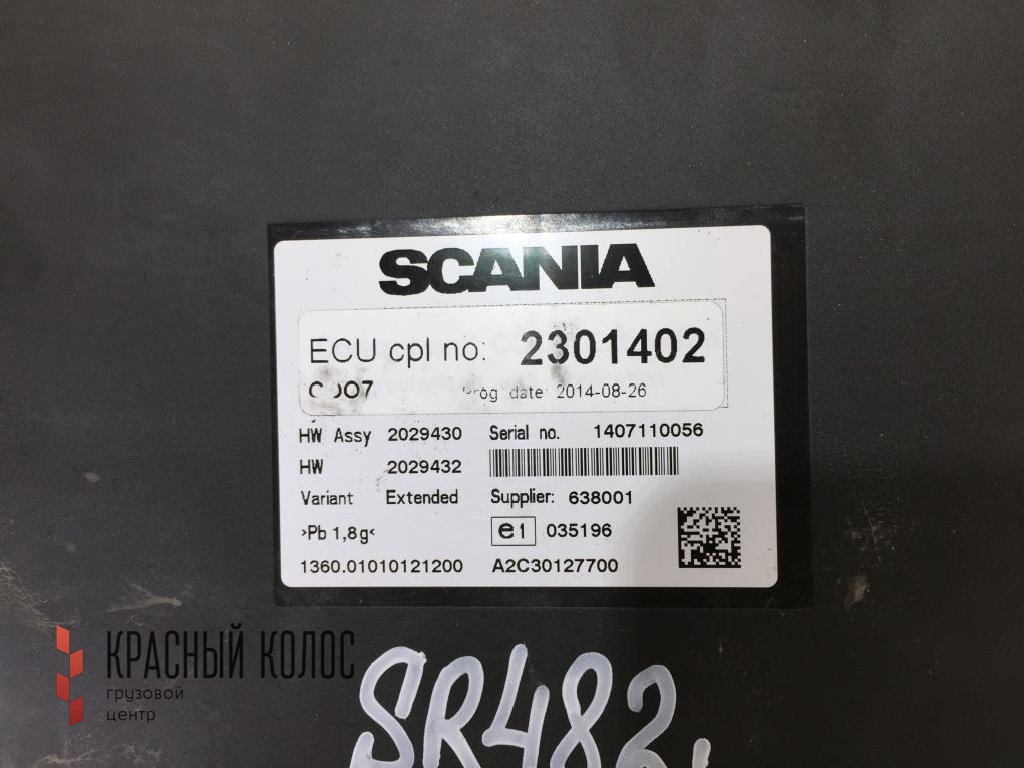 SCANIA
ECU cpl no: 2301402
prog date 2014-08-26
HW Assy 2029430 Serial no. 1407110056
HW 2029432
Variant Extended Supplier: 638001
>Pb 1,8g< e1 035196
1360.01010121200 A2C30127700
КРАСНЫЙ КОЛОС
грузовой
центр
SR482.